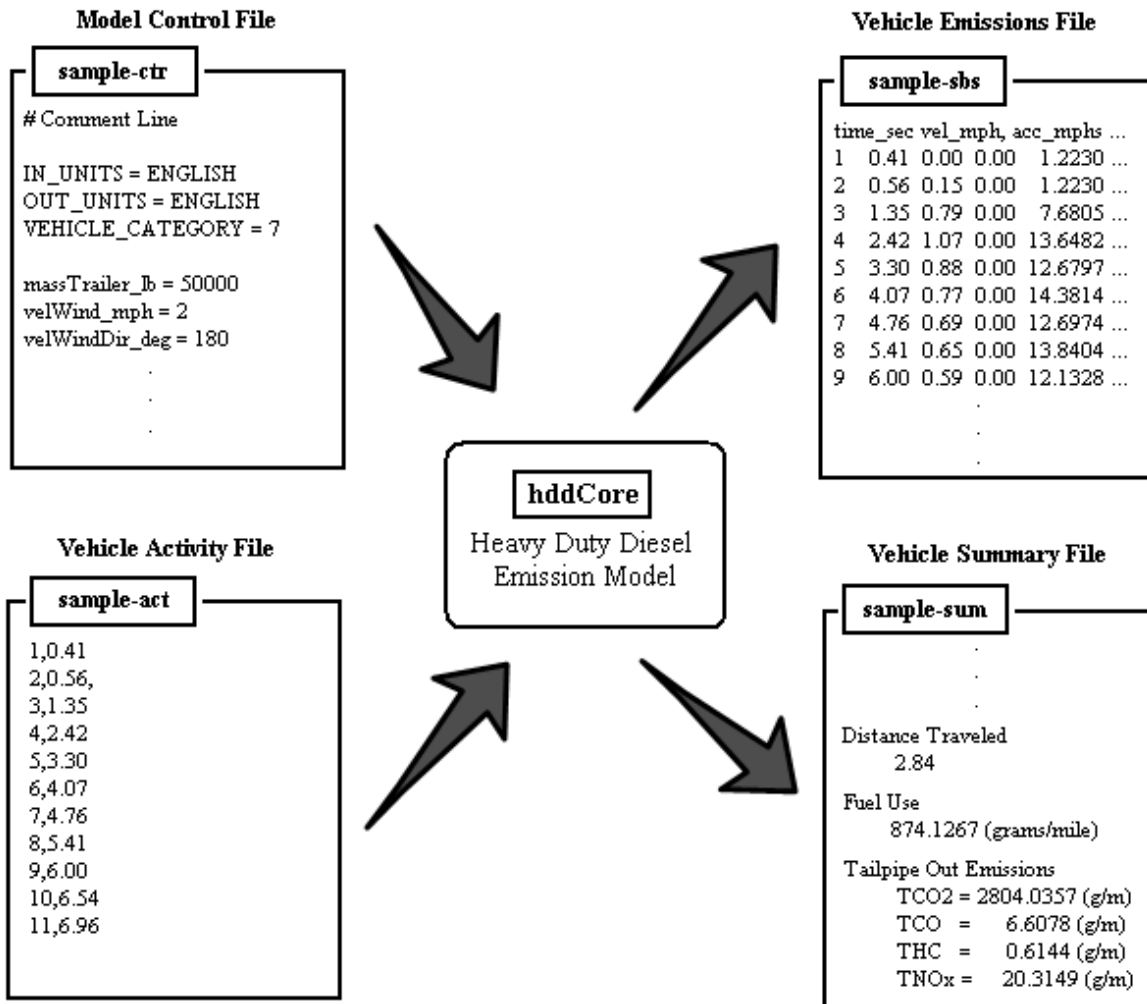 Model Control File
sample-ctr
# Comment Line
IN_UNITS = ENGLISH
OUT_UNITS = ENGLISH
VEHICLE_CATEGORY = 7
massTrailer_lb = 50000
velWind_mph = 2
velWindDir_deg = 180
.
.
.
Vehicle Activity File
sample-act
1,0.41
2,0.56,
3,1.35
4,2.42
5,3.30
6,4.07
7,4.76
8,5.41
9,6.00
10,6.54
11,6.96
hddCore
Heavy Duty Diesel
Emission Model
Vehicle Emissions File
sample-sbs
time_sec vel_mph, acc_mphs ...
1 0.41 0.00 0.00 1.2230 ...
2 0.56 0.15 0.00 1.2230 ...
3 1.35 0.79 0.00 7.6805 ...
4 2.42 1.07 0.00 13.6482 ...
5 3.30 0.88 0.00 12.6797 ...
6 4.07 0.77 0.00 14.3814 ...
7 4.76 0.69 0.00 12.6974 ...
8 5.41 0.65 0.00 13.8404 ...
9 6.00 0.59 0.00 12.1328 ...
.
.
.
Vehicle Summary File
sample-sum
.
.
.
Distance Traveled
2.84
Fuel Use
874.1267 (grams/mile)
Tailpipe Out Emissions
TCO2 = 2804.0357 (g/m)
TCO = 6.6078 (g/m)
THC = 0.6144 (g/m)
TNOx = 20.3149 (g/m)